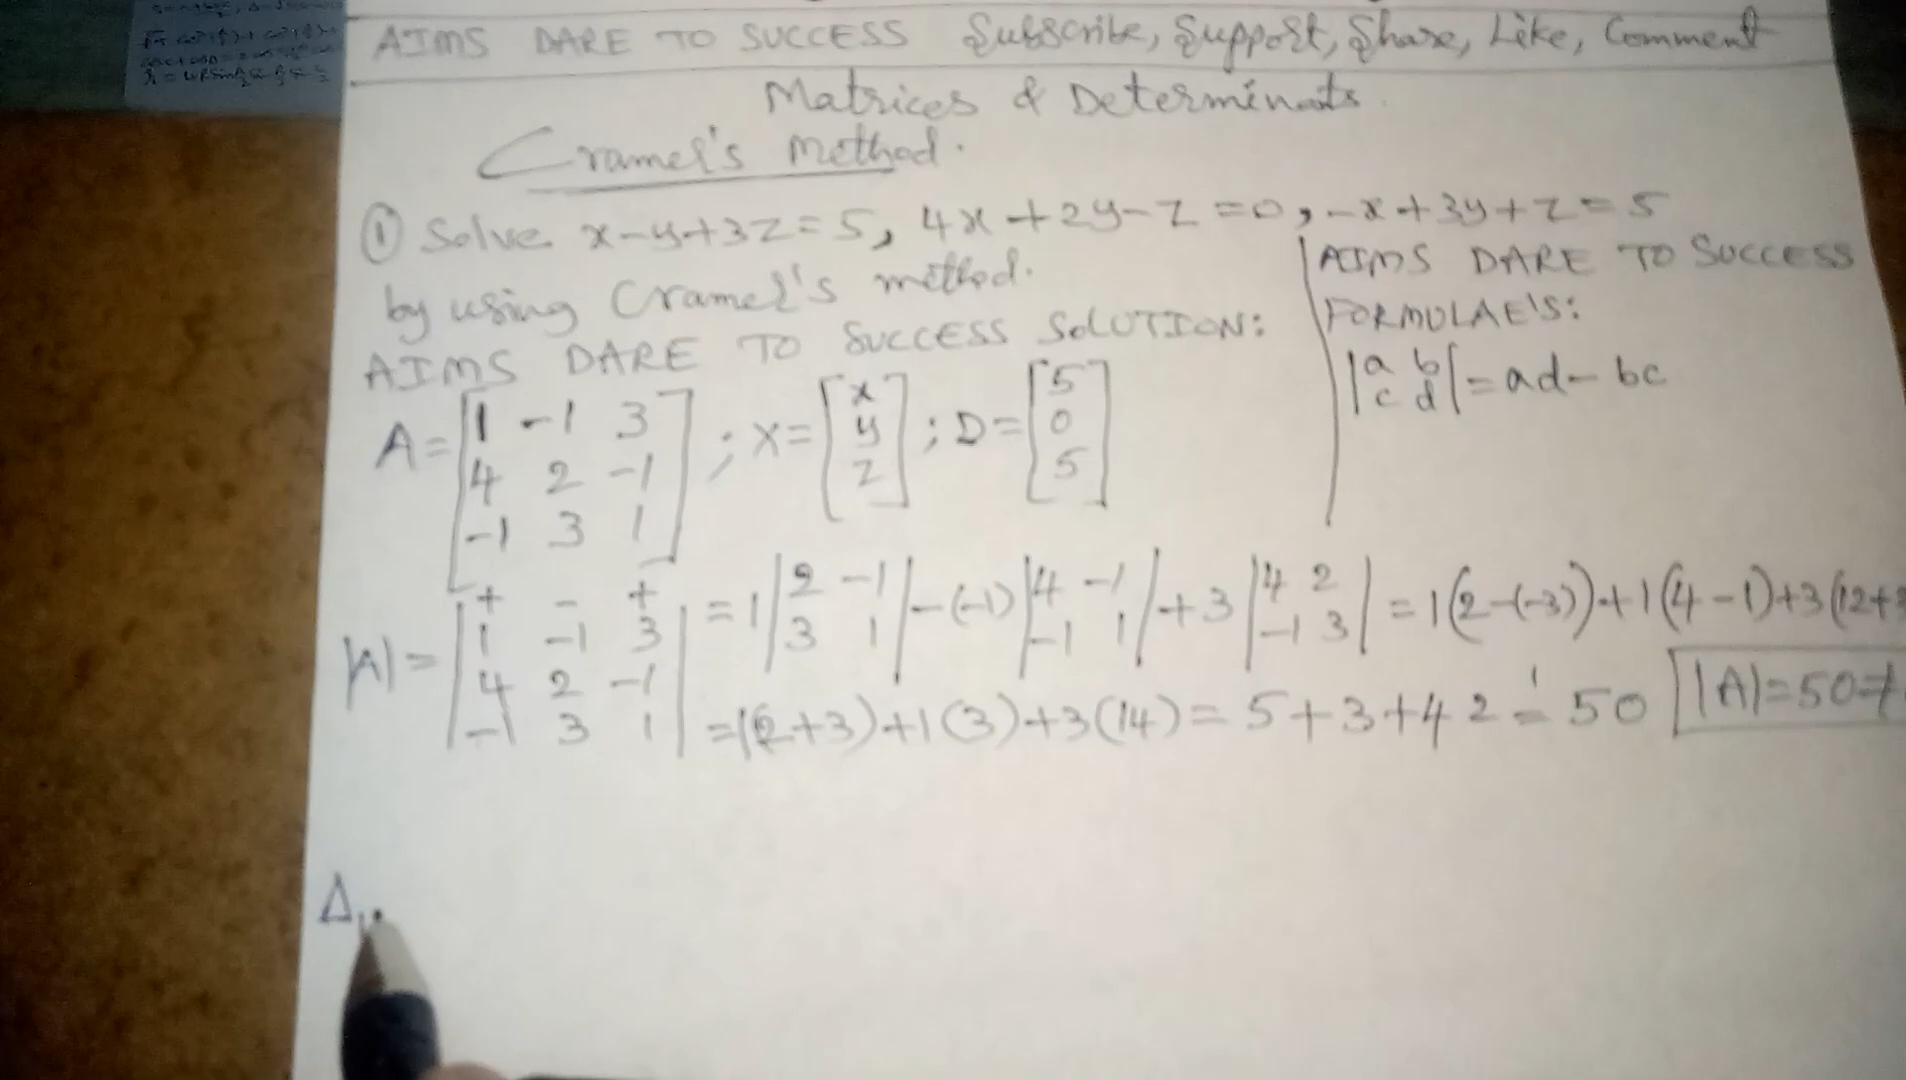 AIMS DARE TO SUCCESS Subscribe, Support, Share, Like, Comment
Matrices & Determinats
Cramer's Method.
① Solve x-y+3z=5, 4x+2y-z=0, -x+3y+z=5
by using Cramer's method.
AIMS DARE TO SUCCESS SOLUTION:
AIMS DARE TO SUCCESS
FORMULAE'S:
|a b| = ad - bc
|c d|
A = [1 -1 3] ; X = [x] ; D = [5]
[4 2 -1] [y] [0]
[-1 3 1] [z] [5]
+ - +
|A| = |1 -1 3| = 1|2 -1| -(-1)|4 -1| +3|4 2| = 1(2-(-3))+1(4-1)+3(12+
|4 2 -1| |3 1| |-1 1| |-1 3|
|-1 3 1| = 1(2+3)+1(3)+3(14) = 5+3+42 = 50 |A|=50≠
Δ